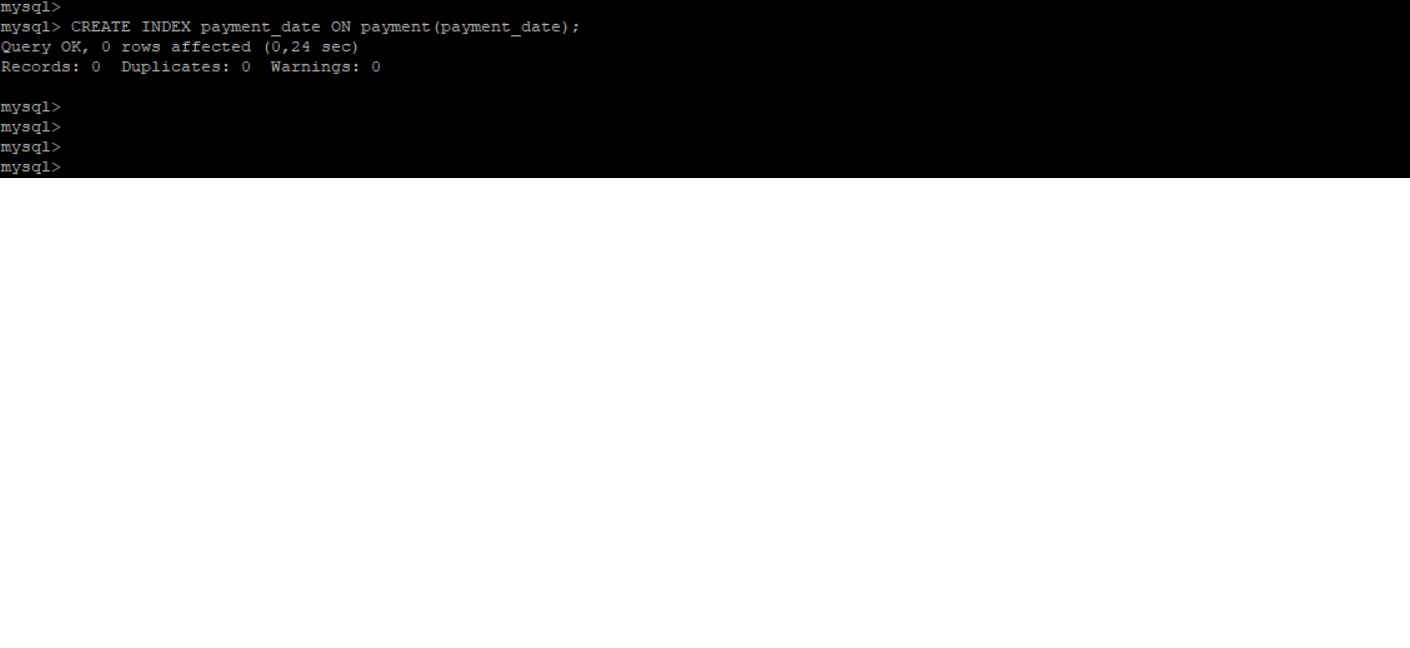 mysql>
mysql> CREATE INDEX payment_date ON payment(payment_date);
Query OK, 0 rows affected (0,24 sec)
Records: 0  Duplicates: 0  Warnings: 0
mysql>
mysql>
mysql>
mysql>